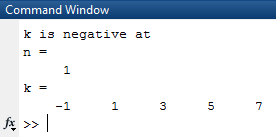 Command Window
k is negative at
n =
1
k =
-1 1 3 5 7
fx >>